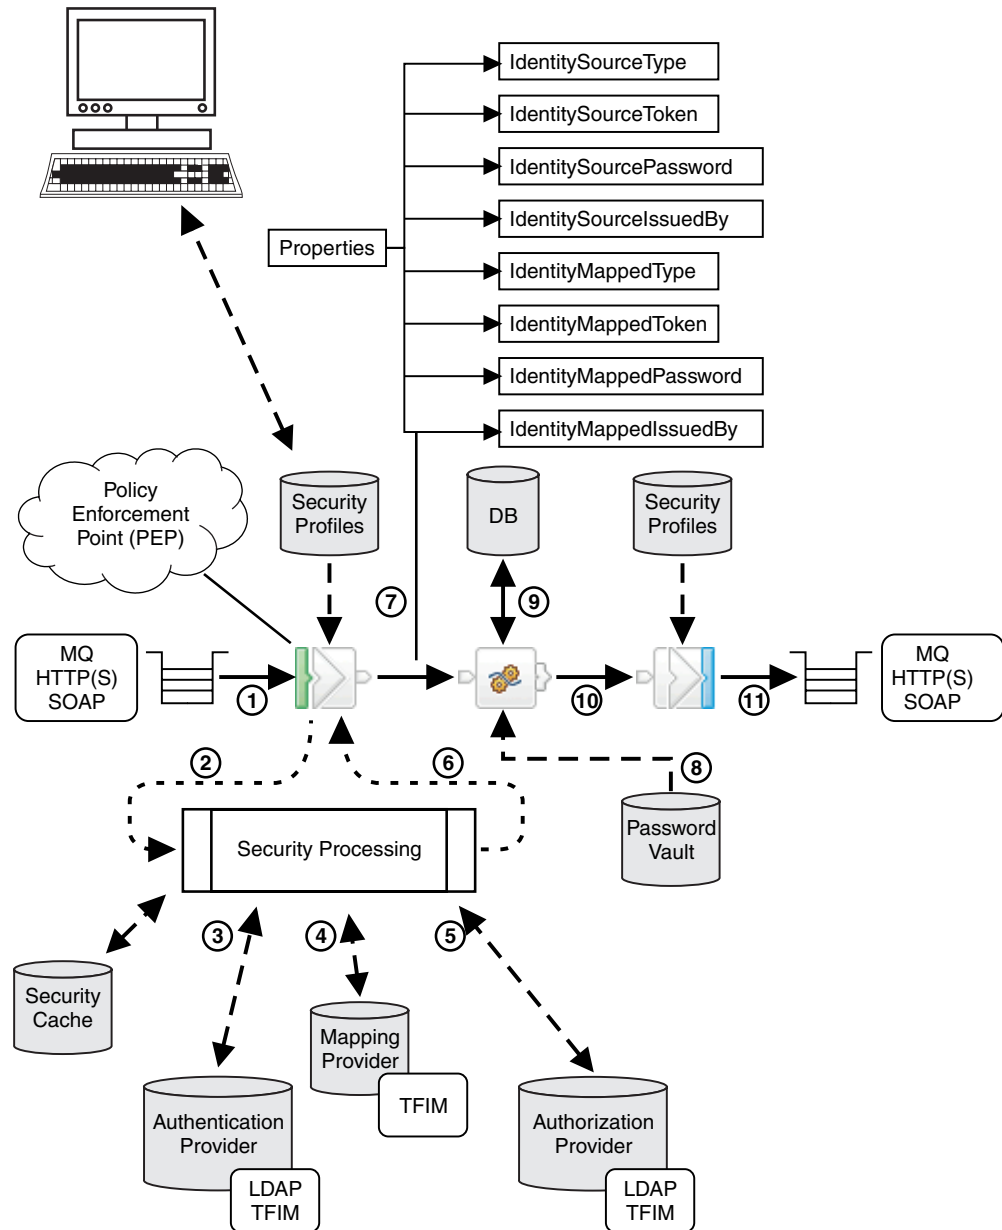 IdentitySourceType
IdentitySourceToken
IdentitySourcePassword
IdentitySourceIssuedBy
Properties
IdentityMappedType
IdentityMappedToken
IdentityMappedPassword
IdentityMappedIssuedBy
Policy
Enforcement
Point (PEP)
Security
Profiles
DB
Security
Profiles
7
9
MQ
HTTP(S)
SOAP
1
10
11
MQ
HTTP(S)
SOAP
2
6
8
Security Processing
Password
Vault
3
4
5
Security
Cache
Mapping
Provider
TFIM
Authentication
Provider
LDAP
TFIM
Authorization
Provider
LDAP
TFIM